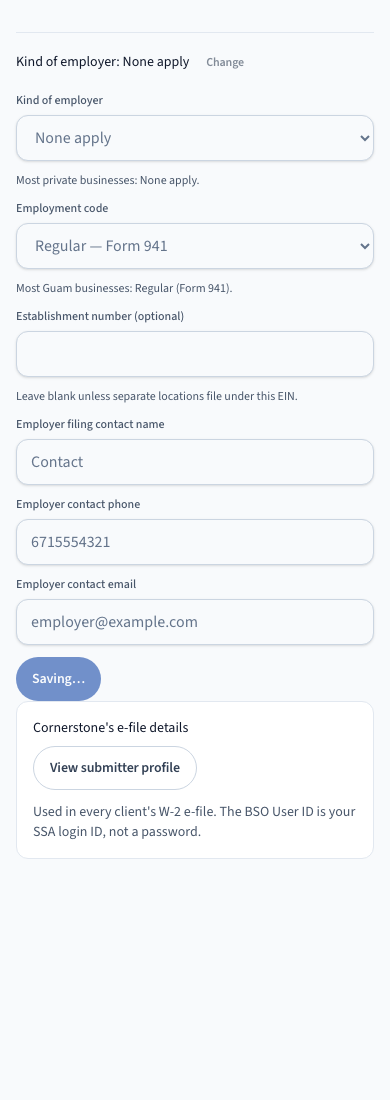 Kind of employer: None apply Change
Kind of employer
None apply
Most private businesses: None apply.
Employment code
Regular — Form 941
Most Guam businesses: Regular (Form 941).
Establishment number (optional)
Leave blank unless separate locations file under this EIN.
Employer filing contact name
Contact
Employer contact phone
6715554321
Employer contact email
employer@example.com
Saving...
Cornerstone's e-file details
View submitter profile
Used in every client's W-2 e-file. The BSO User ID is your
SSA login ID, not a password.